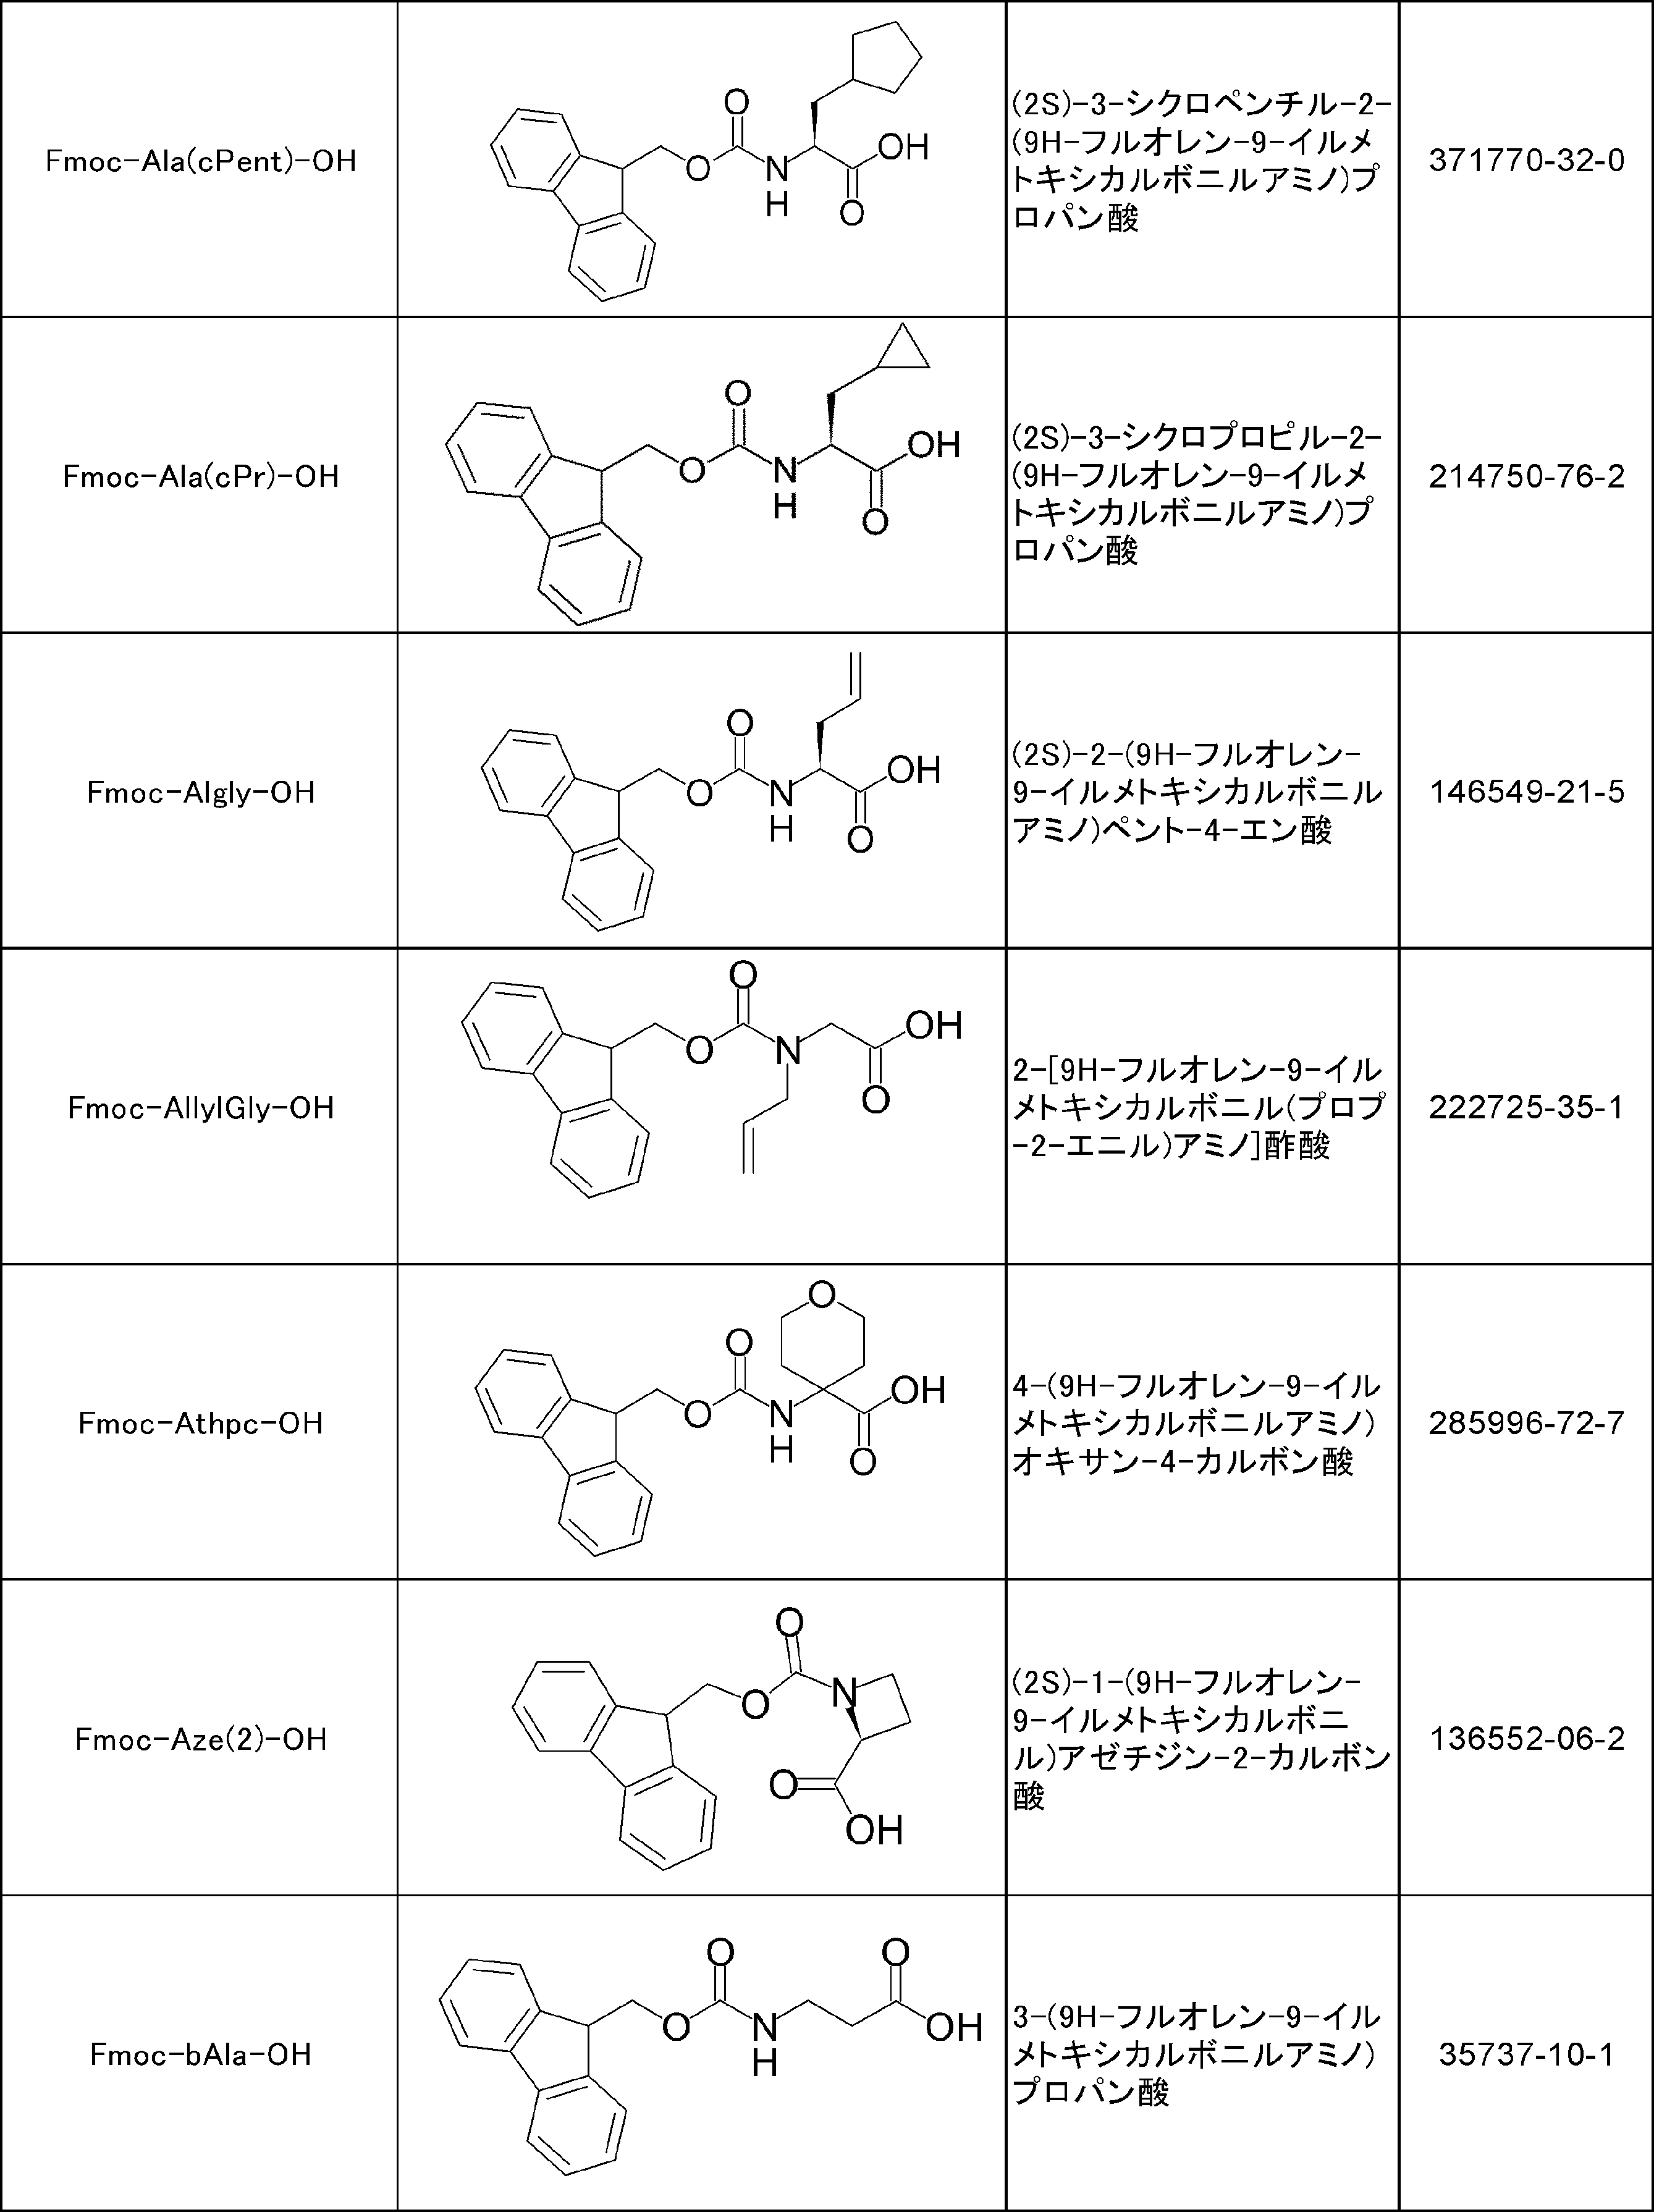 Fmoc-Ala(cPent)-OH
O
O
N
H
OH
O
(2S)-3-シクロペンチル-2-
(9H-フルオレン-9-イルメ
トキシカルボニルアミノ)プ
ロパン酸
371770-32-0
Fmoc-Ala(cPr)-OH
O
O
N
H
OH
O
(2S)-3-シクロプロピル-2-
(9H-フルオレン-9-イルメ
トキシカルボニルアミノ)プ
ロパン酸
214750-76-2
Fmoc-Algly-OH
O
O
N
H
OH
O
(2S)-2-(9H-フルオレン-
9-イルメトキシカルボニル
アミノ)ペント-4-エン酸
146549-21-5
Fmoc-AllylGly-OH
O
O
N
OH
O
2-[9H-フルオレン-9-イル
メトキシカルボニル(プロプ
-2-エニル)アミノ]酢酸
222725-35-1
Fmoc-Athpc-OH
O
O
O
N
H
OH
O
4-(9H-フルオレン-9-イル
メトキシカルボニルアミノ)
オキサン-4-カルボン酸
285996-72-7
Fmoc-Aze(2)-OH
O
O
N
O
OH
(2S)-1-(9H-フルオレン-
9-イルメトキシカルボニ
ル)アゼチジン-2-カルボン
酸
136552-06-2
Fmoc-bAla-OH
O
O
N
H
O
OH
3-(9H-フルオレン-9-イル
メトキシカルボニルアミノ)
プロパン酸
35737-10-1